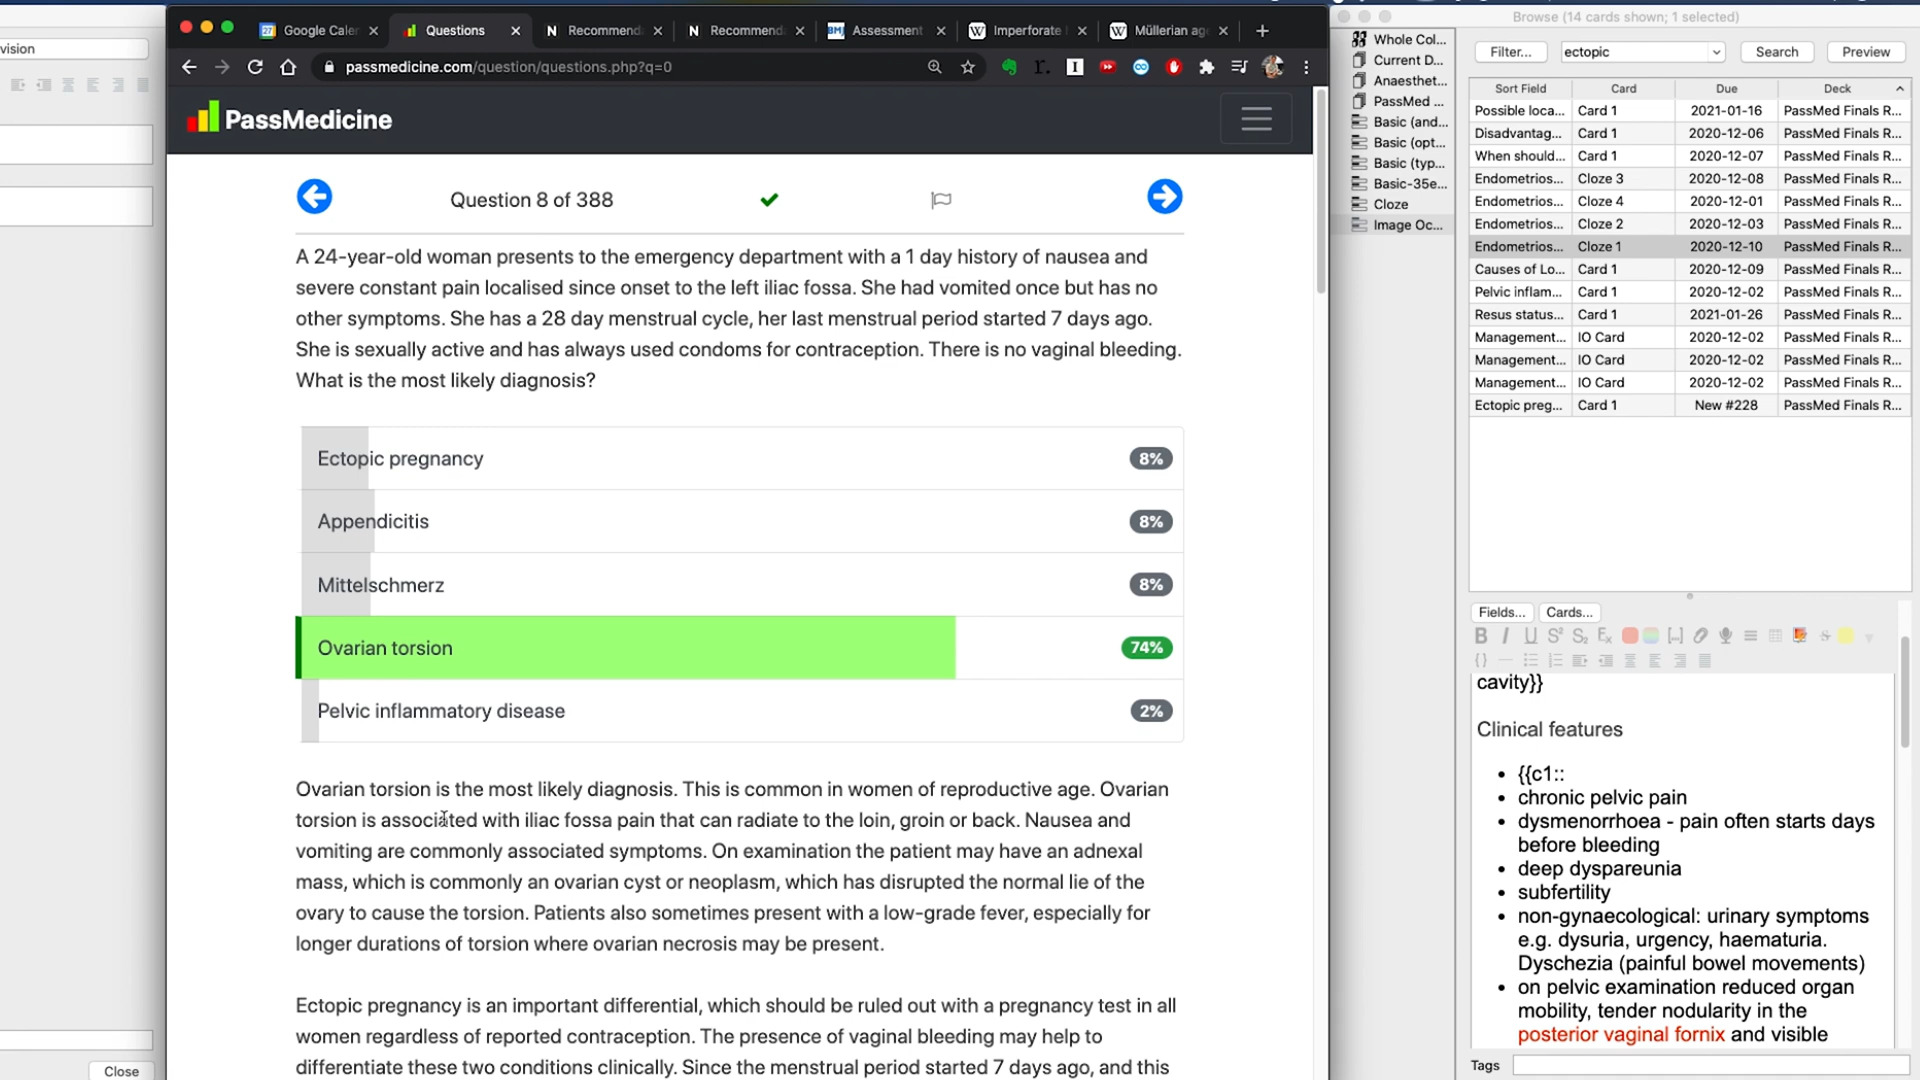 Browse (14 cards shown; 1 selected)
vision
Google Caler
Questions
Recommend
Recommend
Assessment
Imperforate
Müllerian ag
passmedicine.com/question/questions.php?q=0
PassMedicine
Question 8 of 388
A 24-year-old woman presents to the emergency department with a 1 day history of nausea and
severe constant pain localised since onset to the left iliac fossa. She had vomited once but has no
other symptoms. She has a 28 day menstrual cycle, her last menstrual period started 7 days ago.
She is sexually active and has always used condoms for contraception. There is no vaginal bleeding.
What is the most likely diagnosis?
Ectopic pregnancy 8%
Appendicitis 8%
Mittelschmerz 8%
Ovarian torsion 74%
Pelvic inflammatory disease 2%
Ovarian torsion is the most likely diagnosis. This is common in women of reproductive age. Ovarian
torsion is associated with iliac fossa pain that can radiate to the loin, groin or back. Nausea and
vomiting are commonly associated symptoms. On examination the patient may have an adnexal
mass, which is commonly an ovarian cyst or neoplasm, which has disrupted the normal lie of the
ovary to cause the torsion. Patients also sometimes present with a low-grade fever, especially for
longer durations of torsion where ovarian necrosis may be present.
Ectopic pregnancy is an important differential, which should be ruled out with a pregnancy test in all
women regardless of reported contraception. The presence of vaginal bleeding may help to
differentiate these two conditions clinically. Since the menstrual period started 7 days ago, and this
Close
Whole Col...
Current D...
Anaesthet...
PassMed ...
Basic (and...
Basic (opt...
Basic (typ...
Basic-35e...
Cloze
Image Oc...
Filter... ectopic Search Preview
Sort Field Card Due Deck
Possible loca... Card 1 2021-01-16 PassMed Finals R...
Disadvantag... Card 1 2020-12-06 PassMed Finals R...
When should... Card 1 2020-12-07 PassMed Finals R...
Endometrios... Cloze 3 2020-12-08 PassMed Finals R...
Endometrios... Cloze 4 2020-12-01 PassMed Finals R...
Endometrios... Cloze 2 2020-12-03 PassMed Finals R...
Endometrios... Cloze 1 2020-12-10 PassMed Finals R...
Causes of Lo... Card 1 2020-12-09 PassMed Finals R...
Pelvic inflam... Card 1 2020-12-02 PassMed Finals R...
Resus status... Card 1 2021-01-26 PassMed Finals R...
Management... IO Card 2020-12-02 PassMed Finals R...
Management... IO Card 2020-12-02 PassMed Finals R...
Management... IO Card 2020-12-02 PassMed Finals R...
Ectopic preg... Card 1 New #228 PassMed Finals R...
Fields... Cards...
cavity}}
Clinical features
• {{c1::
• chronic pelvic pain
• dysmenorrhoea - pain often starts days
before bleeding
• deep dyspareunia
• subfertility
• non-gynaecological: urinary symptoms
e.g. dysuria, urgency, haematuria.
Dyschezia (painful bowel movements)
• on pelvic examination reduced organ
mobility, tender nodularity in the
posterior vaginal fornix and visible
Tags